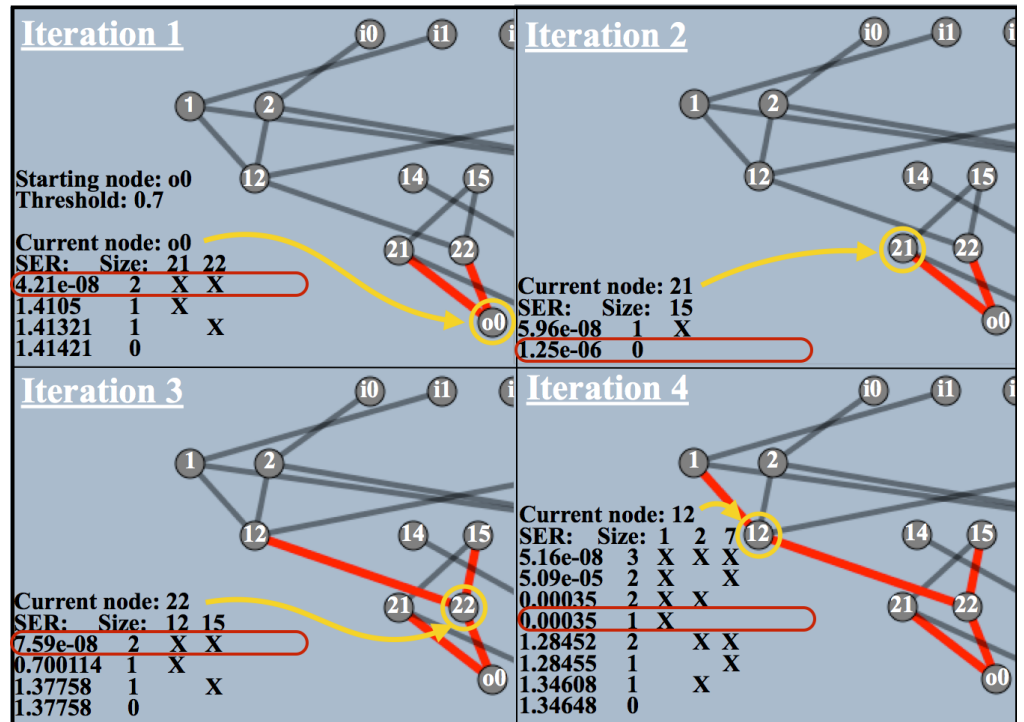 Iteration 1
i0 i1 i
1 2
12
14 15
Starting node: o0
Threshold: 0.7
21 22
Current node: o0
SER: Size: 21 22
4.21e-08 2 X X
1.4105 1 X
1.41321 1 X
1.41421 0
o0
Iteration 2
i0 i1 i
1 2
12
14 15
21 22
Current node: 21
SER: Size: 15
5.96e-08 1 X
1.25e-06 0
o0
Iteration 3
i0 i1 i
1 2
12
14 15
21 22
Current node: 22
SER: Size: 12 15
7.59e-08 2 X X
0.700114 1 X
1.37758 1 X
1.37758 0
o0
Iteration 4
i0 i1 i
1 2
12
14 15
21 22
Current node: 12
SER: Size: 1 2 7
5.16e-08 3 X X X
5.09e-05 2 X X
0.00035 2 X X
0.00035 1 X
1.28452 2 X X
1.28455 1 X
1.34608 1 X
1.34648 0
o0